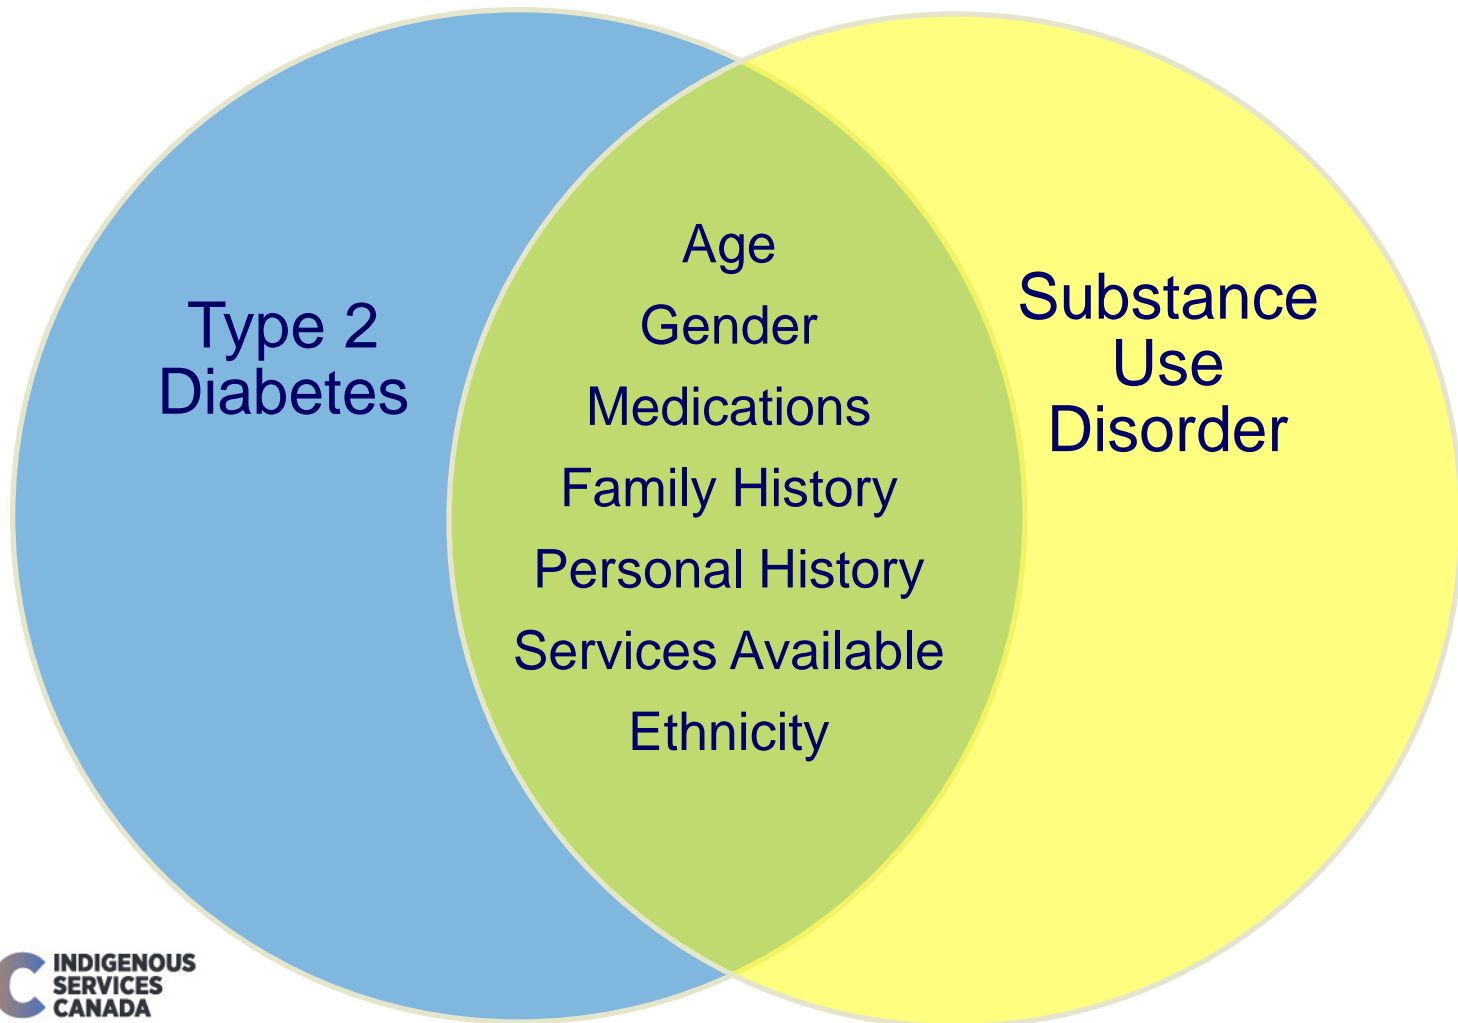 Type 2
Diabetes
Age
Gender
Medications
Family History
Personal History
Services Available
Ethnicity
Substance
Use
Disorder
INDIGENOUS
SERVICES
CANADA